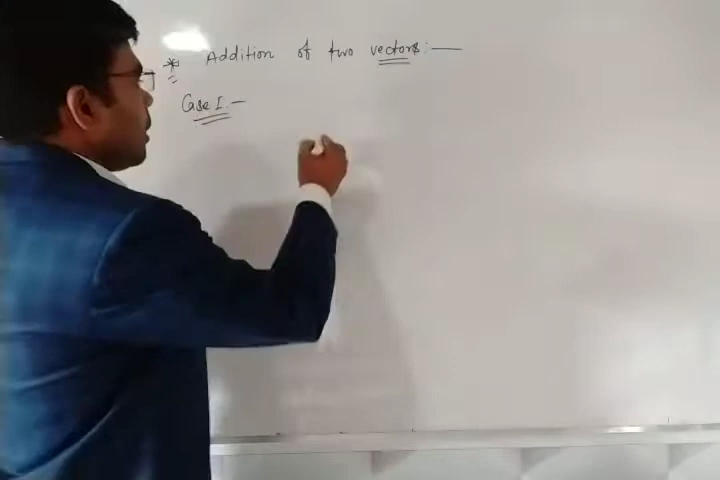 * Addition of two vectors:—
Case I:—